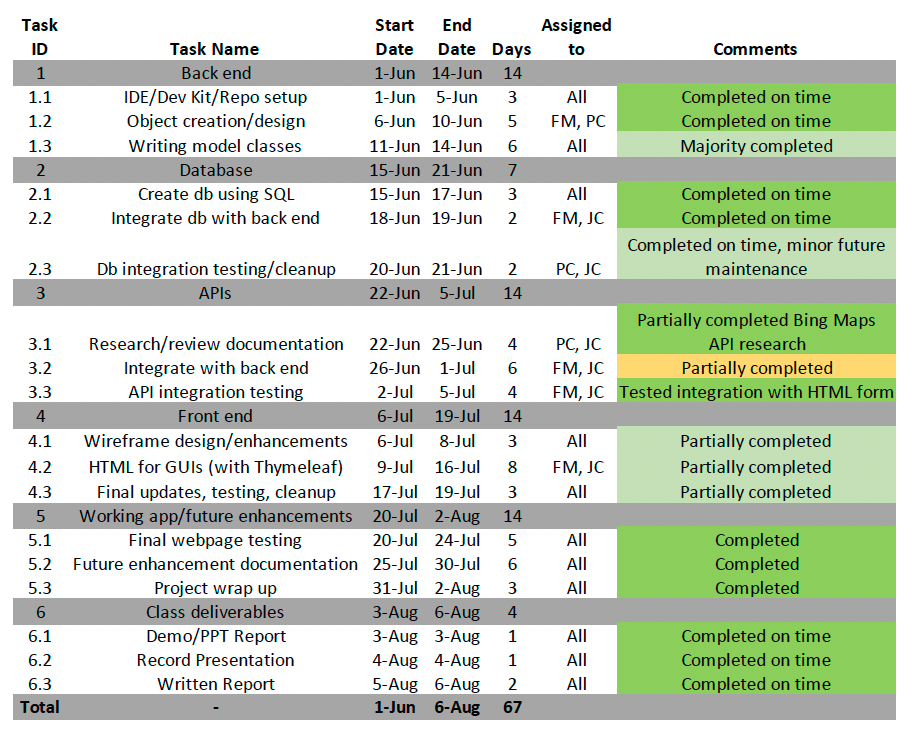 Task ID Task Name Start Date End Date Days Assigned to Comments
1 Back end 1-Jun 14-Jun 14
1.1 IDE/Dev Kit/Repo setup 1-Jun 5-Jun 3 All Completed on time
1.2 Object creation/design 6-Jun 10-Jun 5 FM, PC Completed on time
1.3 Writing model classes 11-Jun 14-Jun 6 All Majority completed
2 Database 15-Jun 21-Jun 7
2.1 Create db using SQL 15-Jun 17-Jun 3 All Completed on time
2.2 Integrate db with back end 18-Jun 19-Jun 2 FM, JC Completed on time
2.3 Db integration testing/cleanup 20-Jun 21-Jun 2 PC, JC Completed on time, minor future maintenance
3 APIs 22-Jun 5-Jul 14
3.1 Research/review documentation 22-Jun 25-Jun 4 PC, JC Partially completed Bing Maps API research
3.2 Integrate with back end 26-Jun 1-Jul 6 FM, JC Partially completed
3.3 API integration testing 2-Jul 5-Jul 4 FM, JC Tested integration with HTML form
4 Front end 6-Jul 19-Jul 14
4.1 Wireframe design/enhancements 6-Jul 8-Jul 3 All Partially completed
4.2 HTML for GUIs (with Thymeleaf) 9-Jul 16-Jul 8 FM, JC Partially completed
4.3 Final updates, testing, cleanup 17-Jul 19-Jul 3 All Partially completed
5 Working app/future enhancements 20-Jul 2-Aug 14
5.1 Final webpage testing 20-Jul 24-Jul 5 All Completed
5.2 Future enhancement documentation 25-Jul 30-Jul 6 All Completed
5.3 Project wrap up 31-Jul 2-Aug 3 All Completed
6 Class deliverables 3-Aug 6-Aug 4
6.1 Demo/PPT Report 3-Aug 3-Aug 1 All Completed on time
6.2 Record Presentation 4-Aug 4-Aug 1 All Completed on time
6.3 Written Report 5-Aug 6-Aug 2 All Completed on time
Total - 1-Jun 6-Aug 67